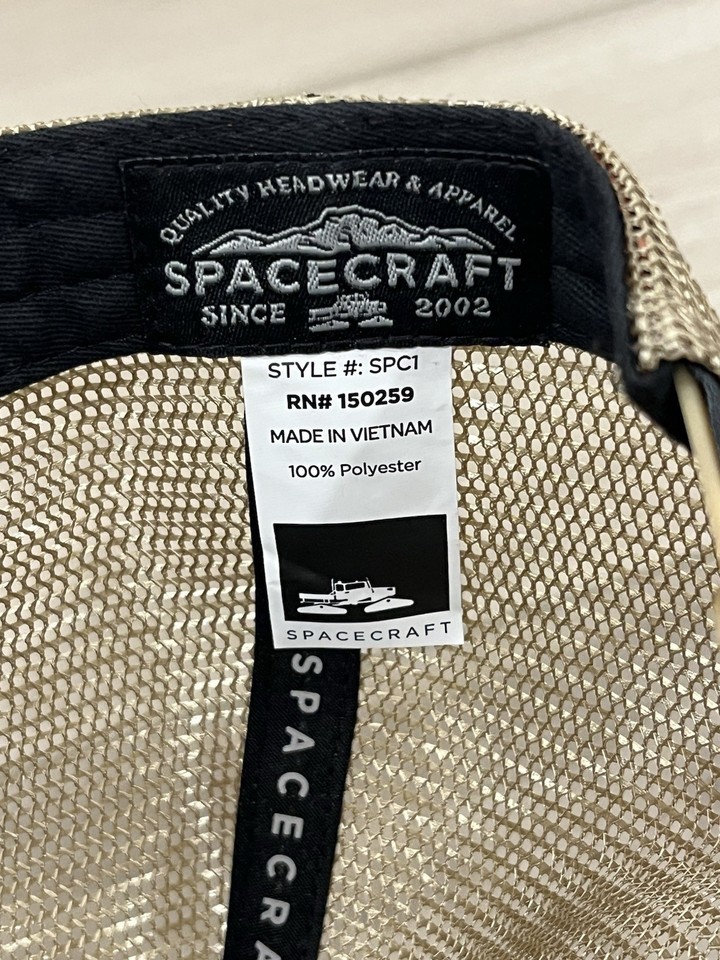 QUALITY HEADWEAR & APPAREL
SPACECRAFT
SINCE 2002
STYLE #: SPC1
RN# 150259
MADE IN VIETNAM
100% Polyester
SPACECRAFT
SPACECRA